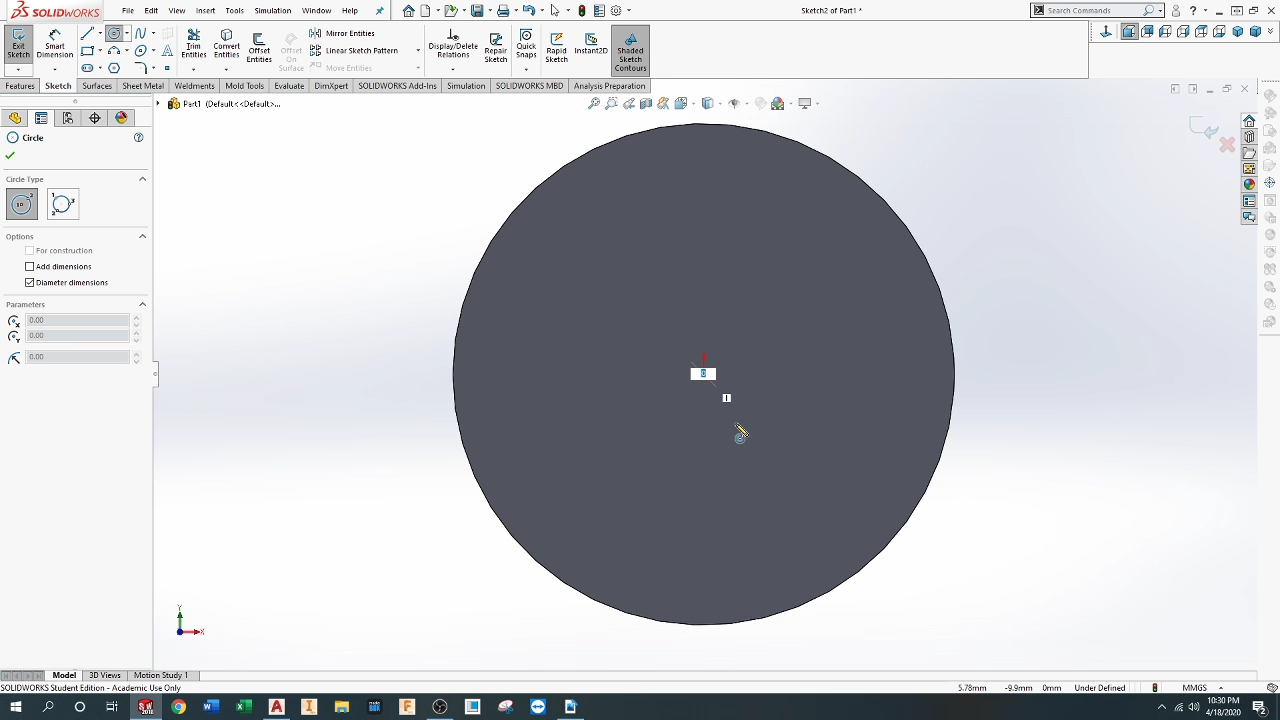 SOLIDWORKS File Edit View Insert Tools Simulation Window Help Sketch2 of Part1 * Search Commands
Exit Sketch Smart Dimension Trim Entities Convert Entities Offset Entities Offset On Surface Mirror Entities Linear Sketch Pattern Move Entities Display/Delete Relations Repair Sketch Quick Snaps Rapid Sketch Instant2D Shaded Sketch Contours
Features Sketch Surfaces Sheet Metal Weldments Mold Tools Evaluate DimXpert SOLIDWORKS Add-Ins Simulation SOLIDWORKS MBD Analysis Preparation
Part1 (Default<<Default>...
Circle
Circle Type
Options
For construction
Add dimensions
Diameter dimensions
Parameters
0.00
0.00
0.00
0
Y
X
Model 3D Views Motion Study 1
SOLIDWORKS Student Edition - Academic Use Only 5.78mm -9.9mm 0mm Under Defined MMGS
10:30 PM
4/18/2020